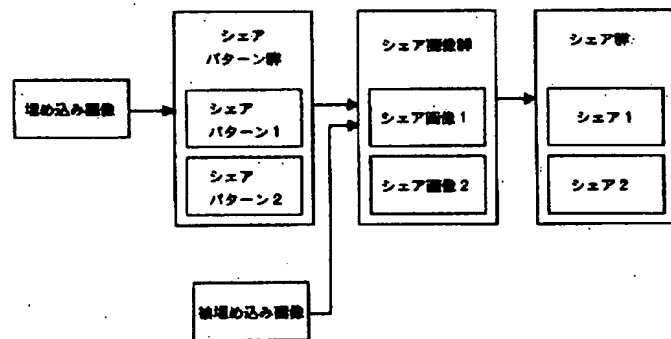 埋め込み画像
シェア
パターン群
シェア
パターン1
シェア
パターン2
シェア画像群
シェア画像1
シェア画像2
シェア群
シェア1
シェア2
被埋め込み画像